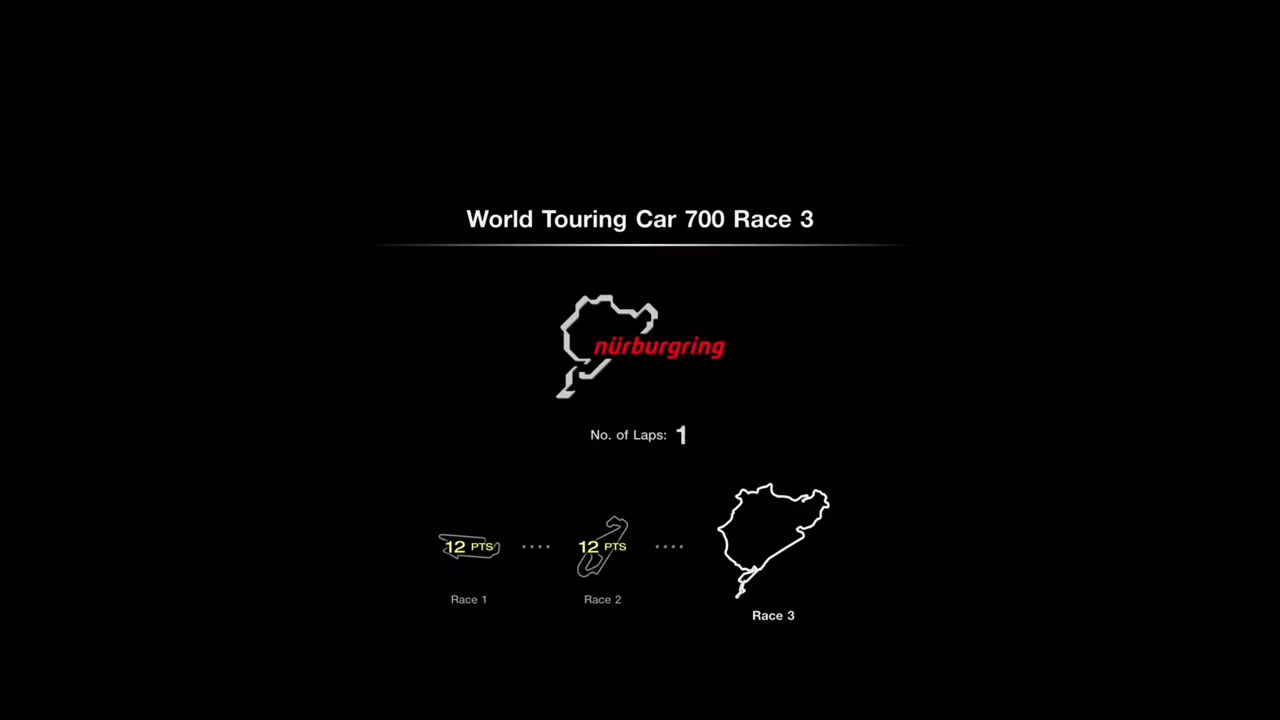 World Touring Car 700 Race 3
nürburgring
No. of Laps: 1
12 PTS
12 PTS
Race 1
Race 2
Race 3